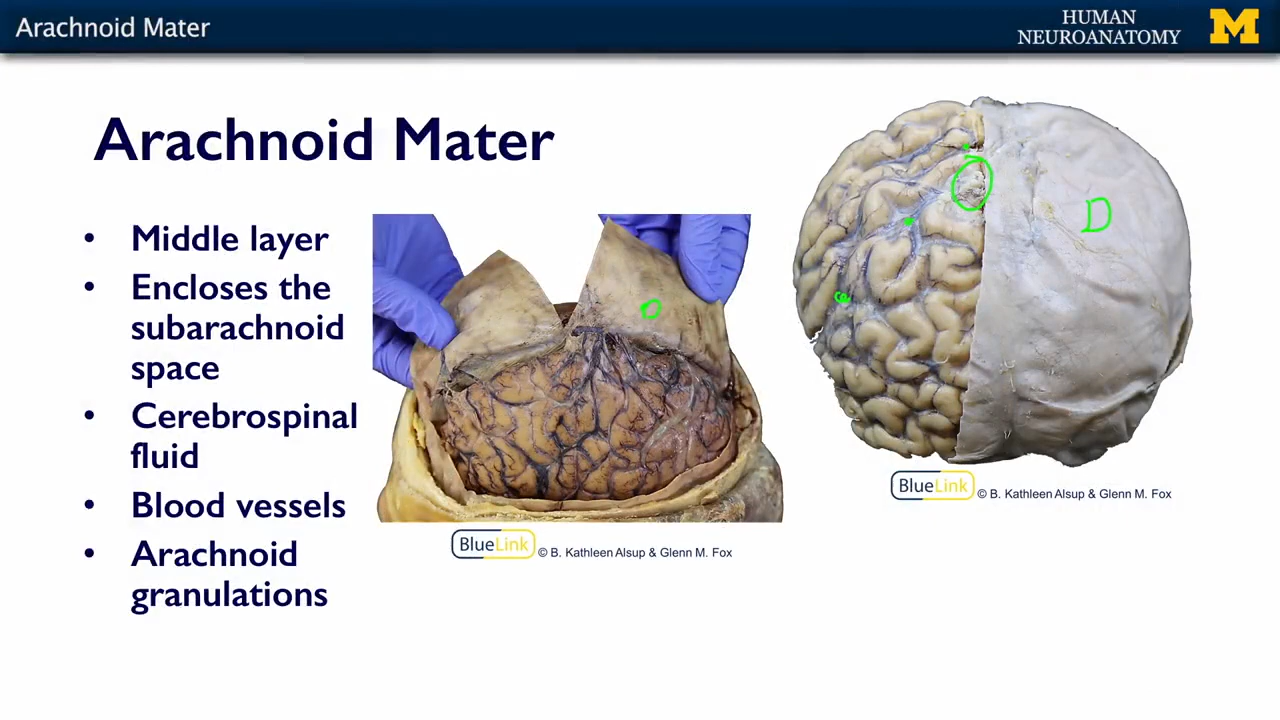 Arachnoid Mater
HUMAN
NEUROANATOMY
M
Arachnoid Mater
• Middle layer
• Encloses the
subarachnoid
space
• Cerebrospinal
fluid
• Blood vessels
• Arachnoid
granulations
D
BlueLink © B. Kathleen Alsup & Glenn M. Fox
D
BlueLink © B. Kathleen Alsup & Glenn M. Fox